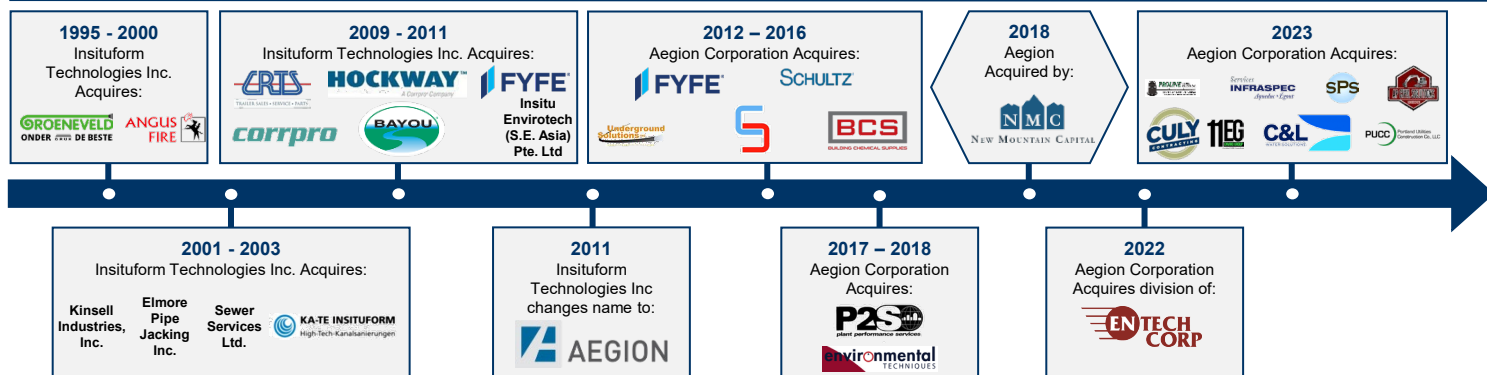 1995 - 2000
Insituform
Technologies Inc.
Acquires:
GROENEVELD
ONDER DE BESTE
ANGUS
FIRE
2009 - 2011
Insituform Technologies Inc. Acquires:
CRTS
TRAILER SALES • SERVICE • PARTS
HOCKWAY™
A Corrpro Company
FYFE®
corrpro
BAYOU
Insitu
Envirotech
(S.E. Asia)
Pte. Ltd
2012 – 2016
Aegion Corporation Acquires:
FYFE®
SCHULTZ
Underground
Solutions
BCS
BUILDING CHEMICAL SUPPLIES
2018
Aegion
Acquired by:
NMC
NEW MOUNTAIN CAPITAL
2023
Aegion Corporation Acquires:
Services
INFRASPEC
SPS
CULY
CONTRACTING
11EG
C&L
WATER SOLUTIONS
PUCC
Portland Utilities
Construction Co, LLC
2001 - 2003
Insituform Technologies Inc. Acquires:
Kinsell
Industries,
Inc.
Elmore
Pipe
Jacking
Inc.
Sewer
Services
Ltd.
KA-TE INSITUFORM
High-Tech-Kanalsanierungen
2011
Insituform
Technologies Inc
changes name to:
AEGION
2017 – 2018
Aegion Corporation
Acquires:
P2S
plant performance services
environmental
TECHNIQUES
2022
Aegion Corporation
Acquires division of:
ENTECH
CORP